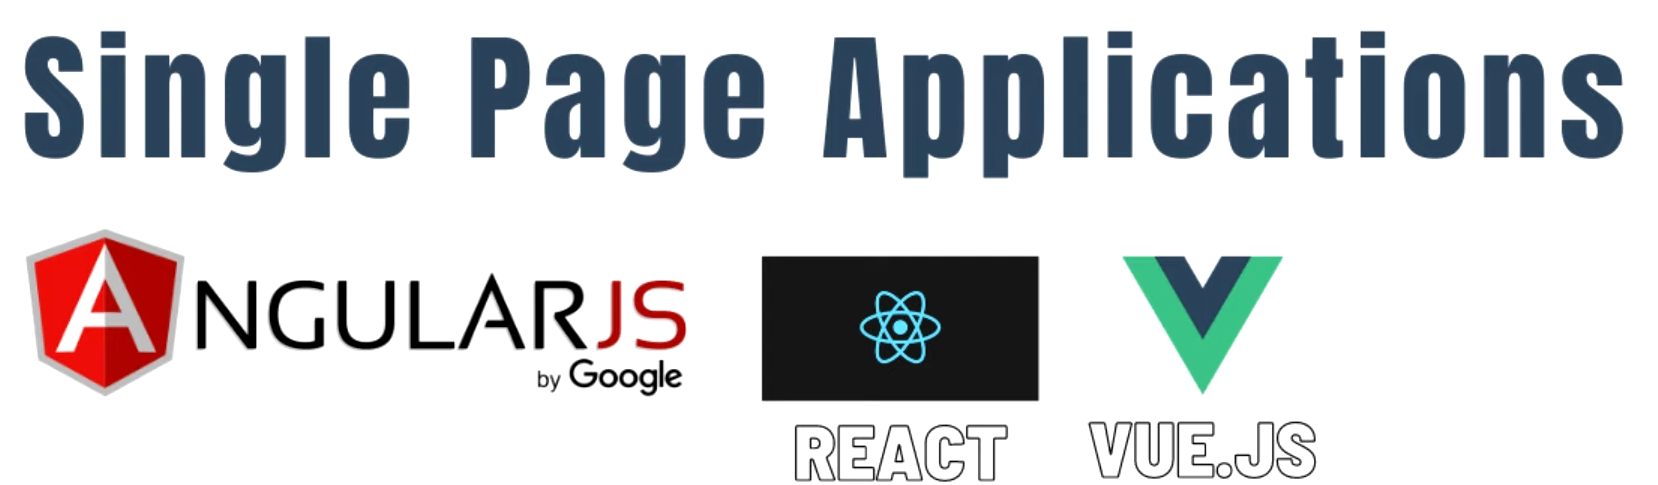 Single Page Applications
ANGULARJS
by Google
REACT
VUE.JS